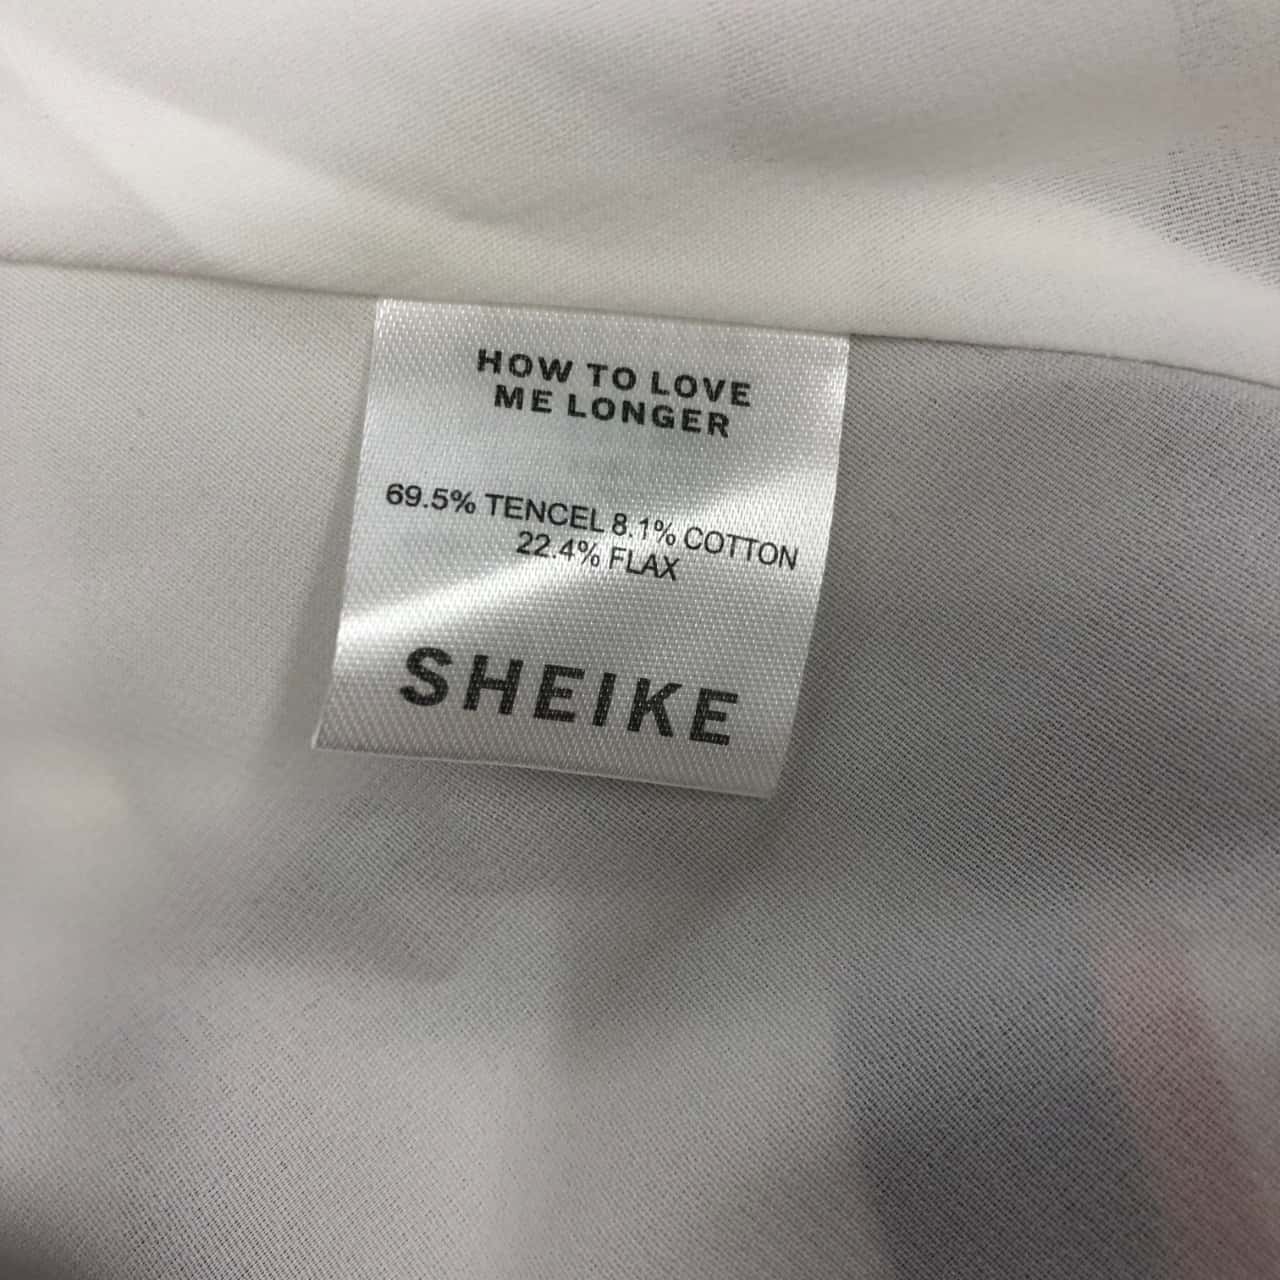 HOW TO LOVE
ME LONGER
69.5% TENCEL 8.1% COTTON
22.4% FLAX
SHEIKE